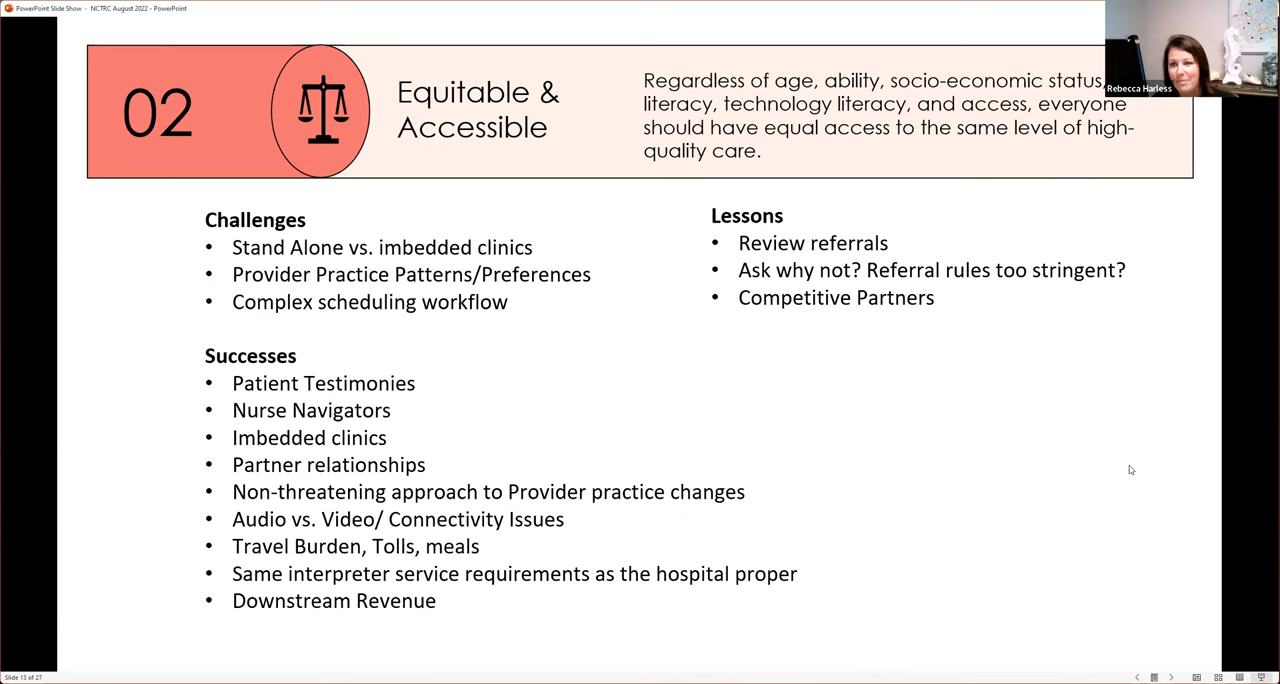 PowerPoint Slide Show - NCTRC August 2022 - PowerPoint
02
Equitable &
Accessible
Regardless of age, ability, socio-economic status,
literacy, technology literacy, and access, everyone
should have equal access to the same level of high-
quality care.
Rebecca Harless
Challenges
• Stand Alone vs. imbedded clinics
• Provider Practice Patterns/Preferences
• Complex scheduling workflow
Lessons
• Review referrals
• Ask why not? Referral rules too stringent?
• Competitive Partners
Successes
• Patient Testimonies
• Nurse Navigators
• Imbedded clinics
• Partner relationships
• Non-threatening approach to Provider practice changes
• Audio vs. Video/ Connectivity Issues
• Travel Burden, Tolls, meals
• Same interpreter service requirements as the hospital proper
• Downstream Revenue
Slide 13 of 27